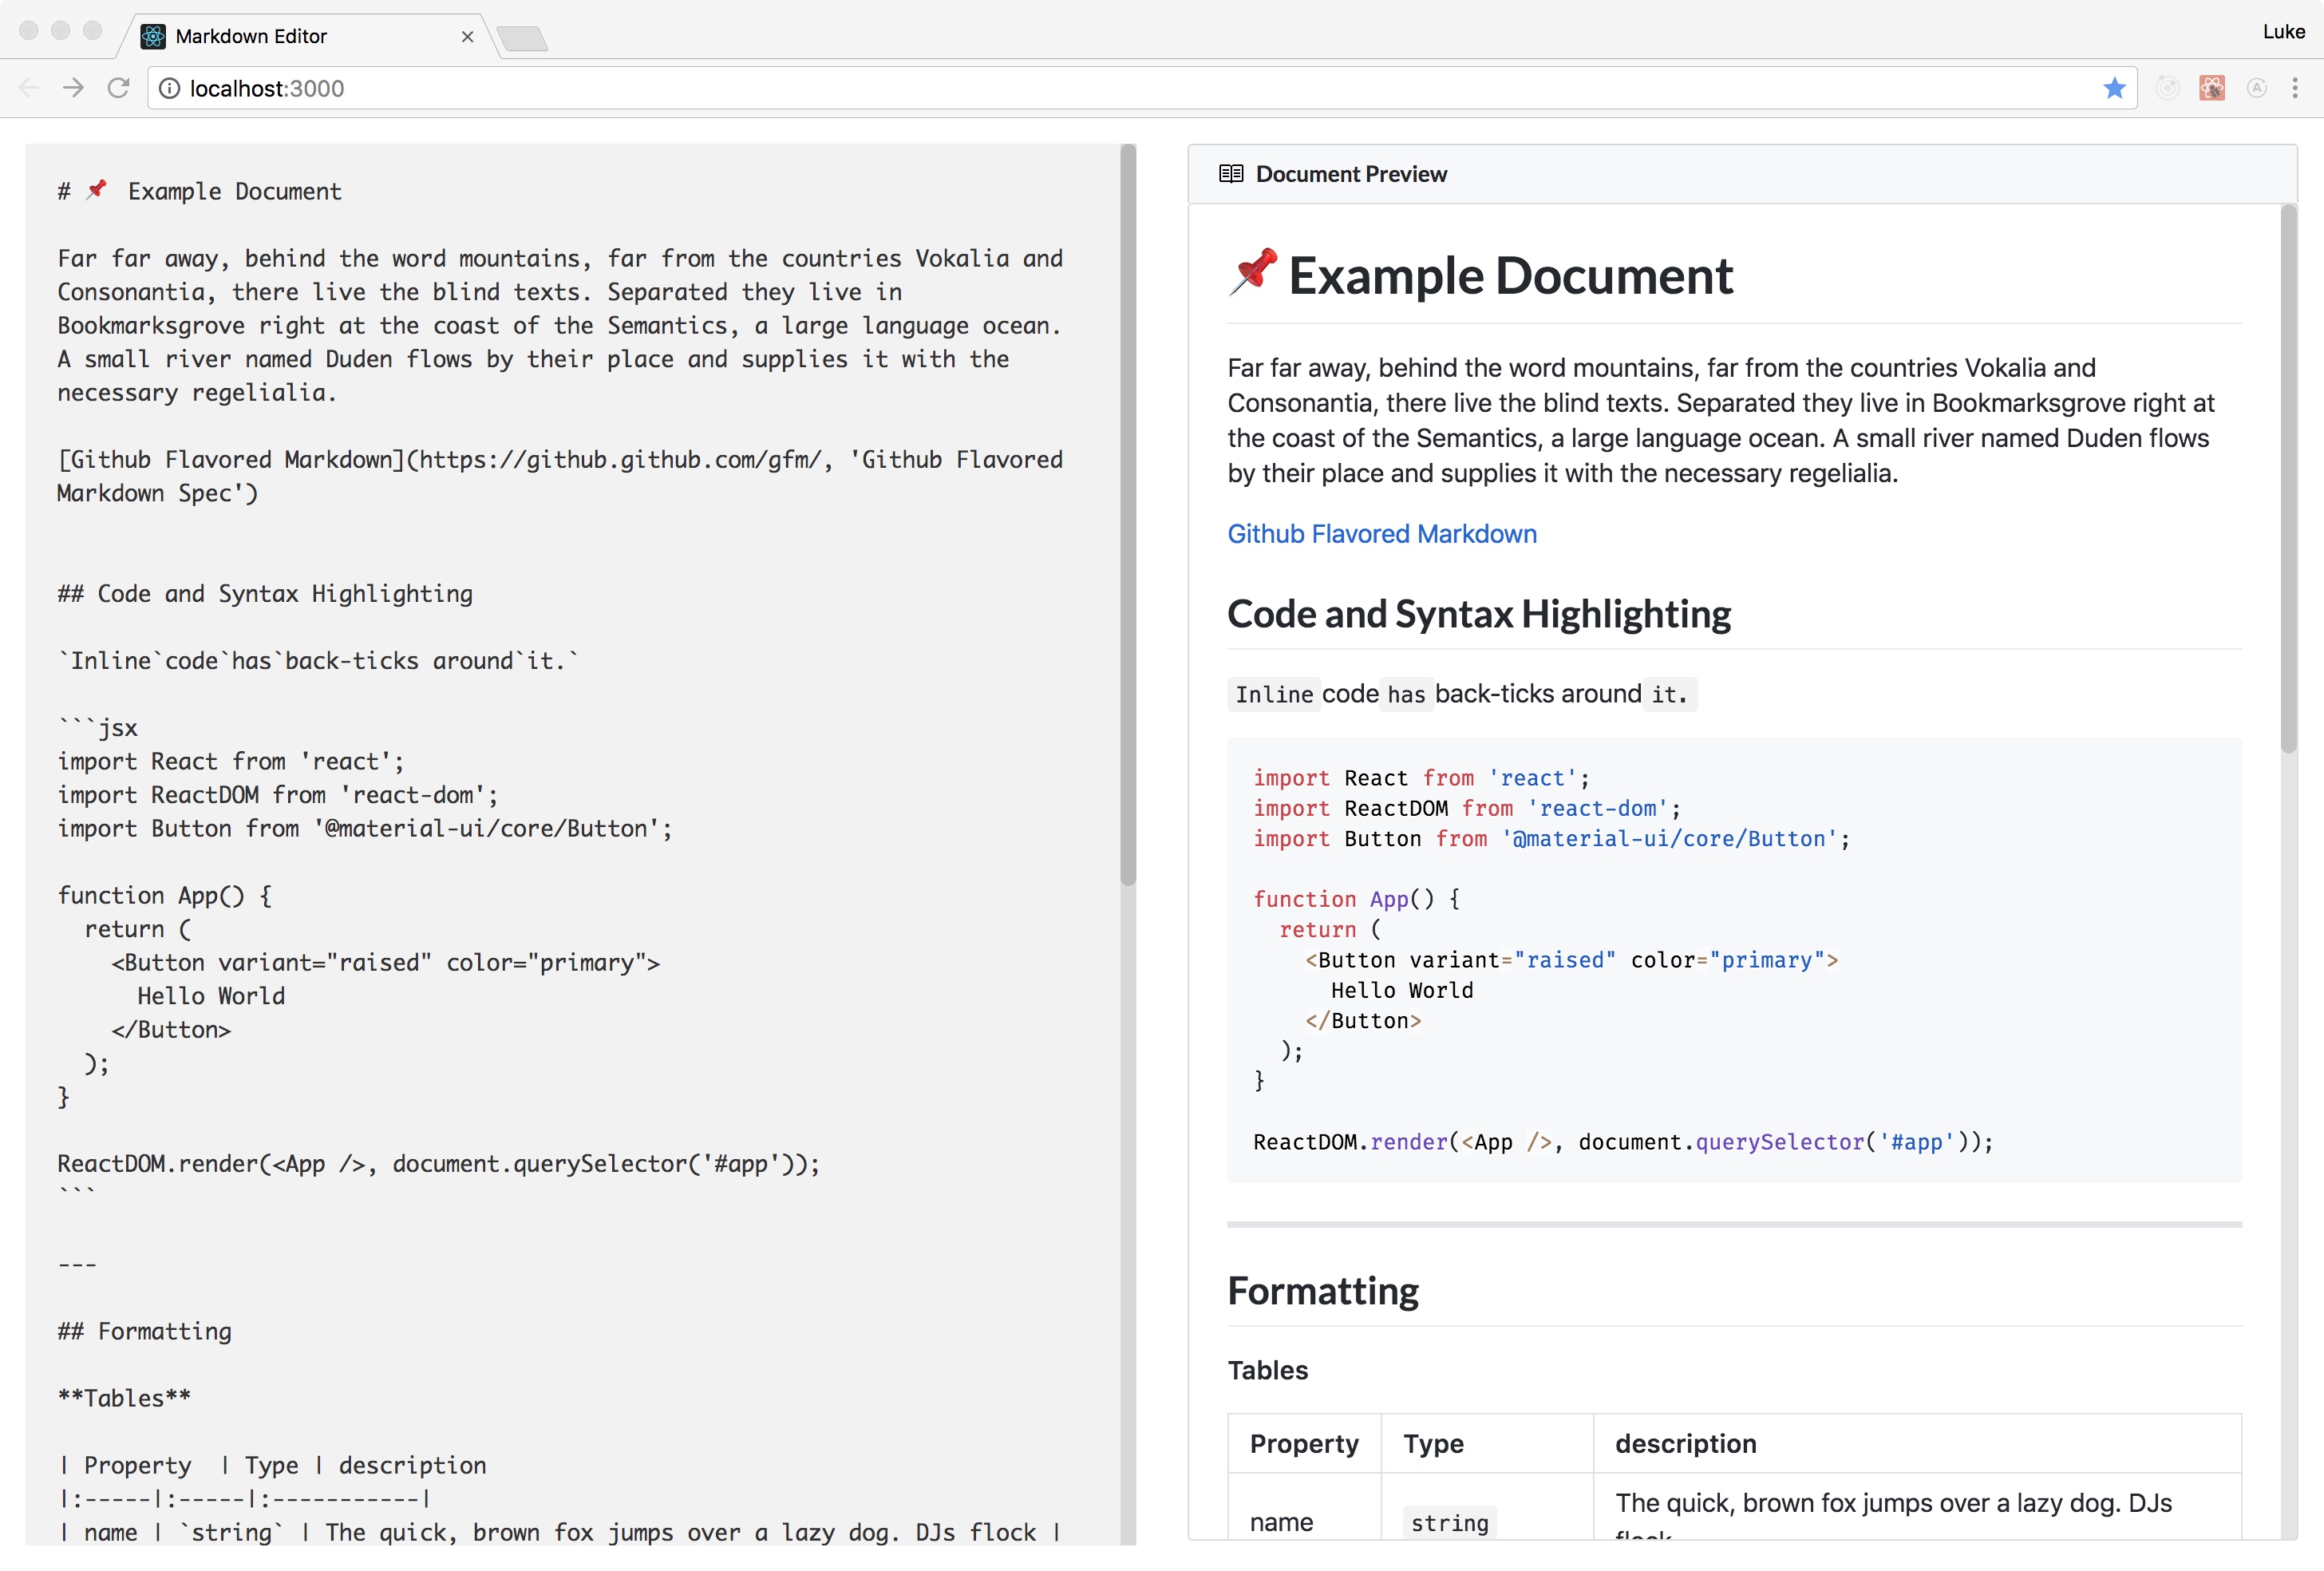 Markdown Editor
Luke
localhost:3000
# 📌 Example Document
Far far away, behind the word mountains, far from the countries Vokalia and
Consonantia, there live the blind texts. Separated they live in
Bookmarksgrove right at the coast of the Semantics, a large language ocean.
A small river named Duden flows by their place and supplies it with the
necessary regelialia.
[Github Flavored Markdown](https://github.github.com/gfm/, 'Github Flavored
Markdown Spec')
## Code and Syntax Highlighting
`Inline`code`has`back-ticks around`it.`
```jsx
import React from 'react';
import ReactDOM from 'react-dom';
import Button from '@material-ui/core/Button';
function App() {
  return (
    <Button variant="raised" color="primary">
      Hello World
    </Button>
  );
}
ReactDOM.render(<App />, document.querySelector('#app'));
```
---
## Formatting
**Tables**
| Property  | Type | description
|:-----|:-----|:-----------|
| name | `string` | The quick, brown fox jumps over a lazy dog. DJs flock |
Document Preview
📌 Example Document
Far far away, behind the word mountains, far from the countries Vokalia and
Consonantia, there live the blind texts. Separated they live in Bookmarksgrove right at
the coast of the Semantics, a large language ocean. A small river named Duden flows
by their place and supplies it with the necessary regelialia.
Github Flavored Markdown
Code and Syntax Highlighting
Inline code has back-ticks around it.
import React from 'react';
import ReactDOM from 'react-dom';
import Button from '@material-ui/core/Button';
function App() {
  return (
    <Button variant="raised" color="primary">
      Hello World
    </Button>
  );
}
ReactDOM.render(<App />, document.querySelector('#app'));
Formatting
Tables
Property Type description
name string The quick, brown fox jumps over a lazy dog. DJs
flock